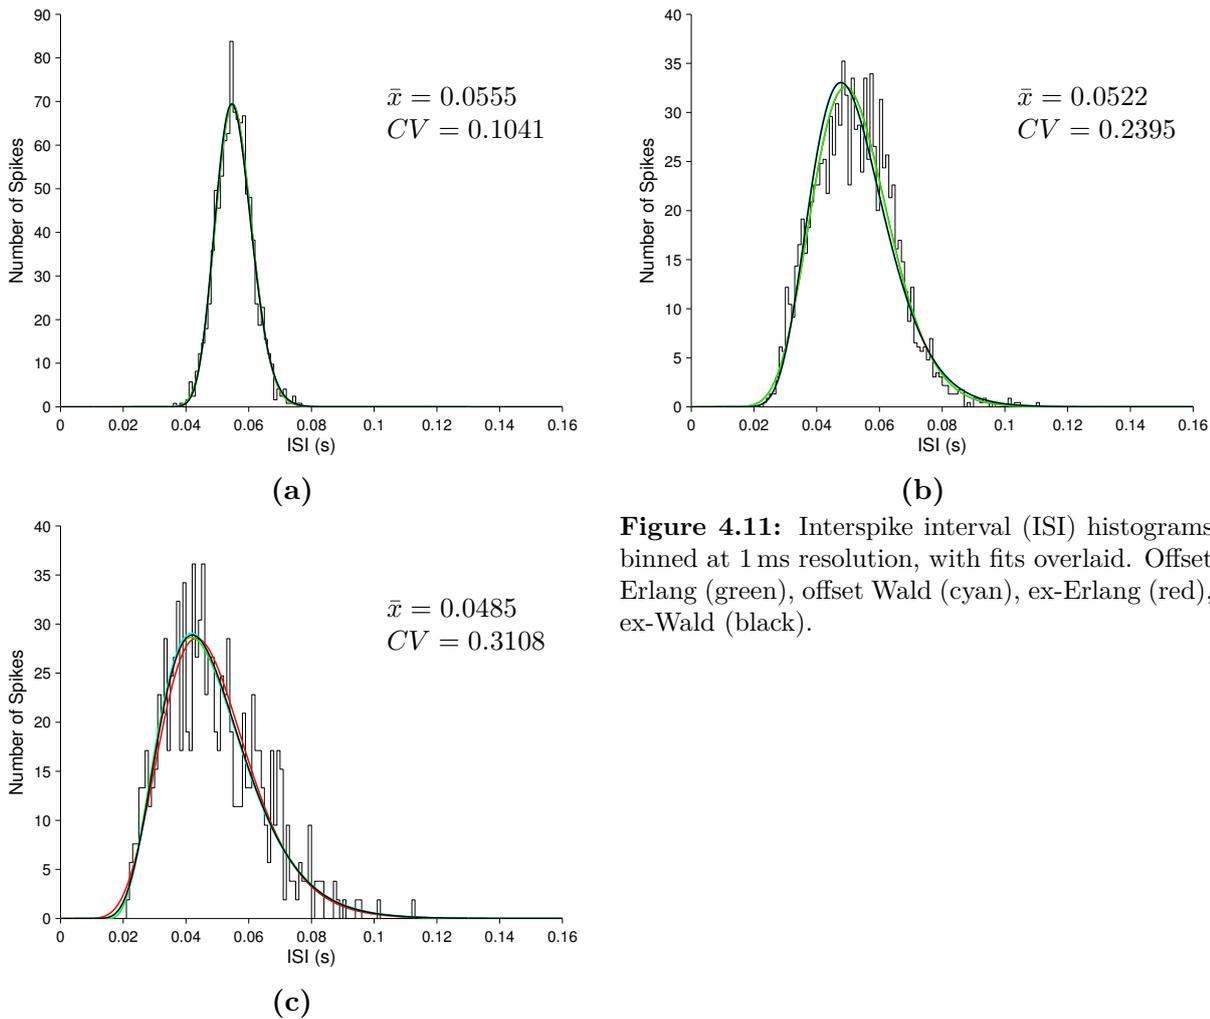 90
80
70
60
50
40
30
20
10
0
Number of Spikes
x̄ = 0.0555
CV = 0.1041
0 0.02 0.04 0.06 0.08 0.1 0.12 0.14 0.16
ISI (s)
(a)
40
35
30
25
20
15
10
5
0
Number of Spikes
x̄ = 0.0522
CV = 0.2395
0 0.02 0.04 0.06 0.08 0.1 0.12 0.14 0.16
ISI (s)
(b)
40
35
30
25
20
15
10
5
0
Number of Spikes
x̄ = 0.0485
CV = 0.3108
0 0.02 0.04 0.06 0.08 0.1 0.12 0.14 0.16
ISI (s)
(c)
Figure 4.11: Interspike interval (ISI) histograms
binned at 1 ms resolution, with fits overlaid. Offset
Erlang (green), offset Wald (cyan), ex-Erlang (red),
ex-Wald (black).